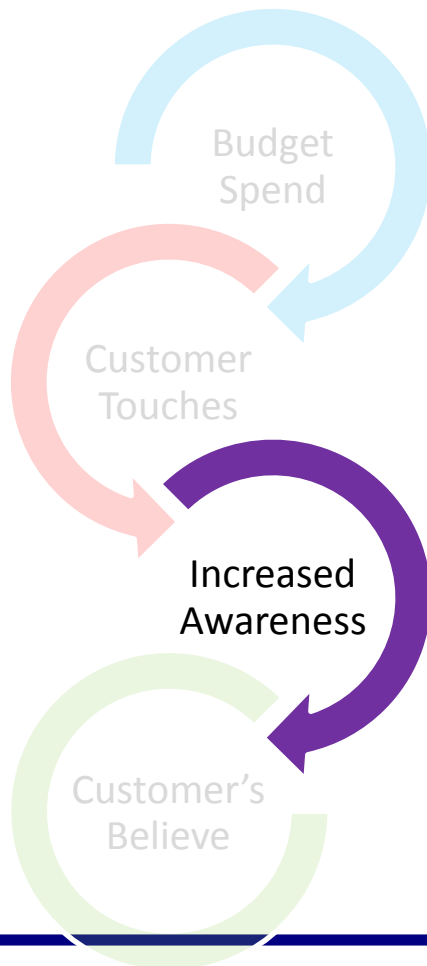 Budget
Spend
Customer
Touches
Increased
Awareness
Customer’s
Believe